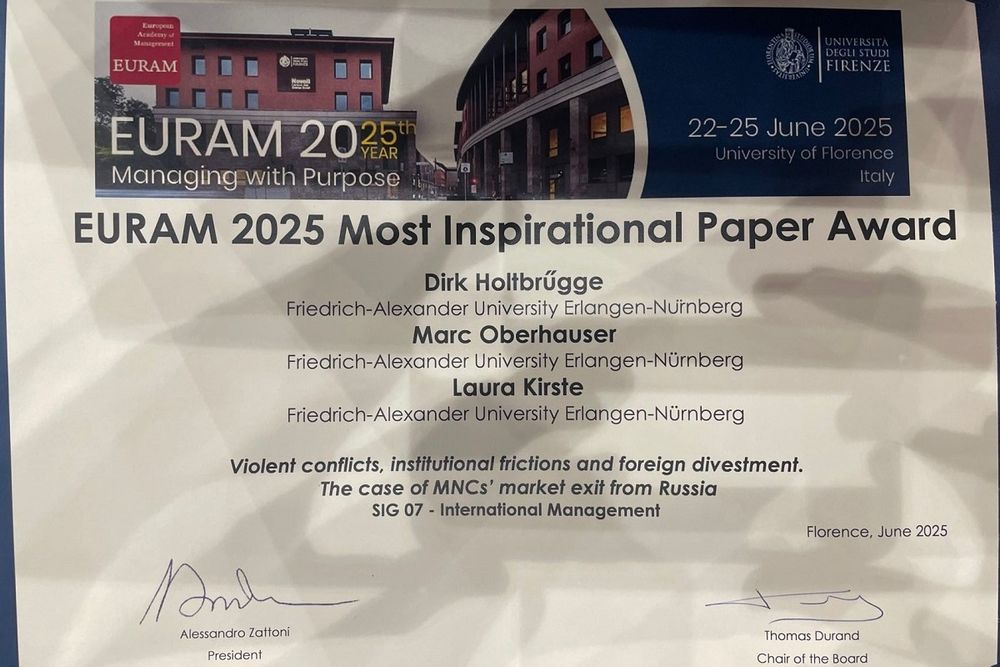 European
Academy of
Management
EURAM
UNIVERSITÀ
DEGLI STUDI
FIRENZE
EURAM 2025th
YEAR
Managing with Purpose
22-25 June 2025
University of Florence
Italy
EURAM 2025 Most Inspirational Paper Award
Dirk Holtbrűgge
Friedrich-Alexander University Erlangen-Nürnberg
Marc Oberhauser
Friedrich-Alexander University Erlangen-Nürnberg
Laura Kirste
Friedrich-Alexander University Erlangen-Nürnberg
Violent conflicts, institutional frictions and foreign divestment.
The case of MNCs' market exit from Russia
SIG 07 - International Management
Florence, June 2025
Alessandro Zattoni
President
Thomas Durand
Chair of the Board